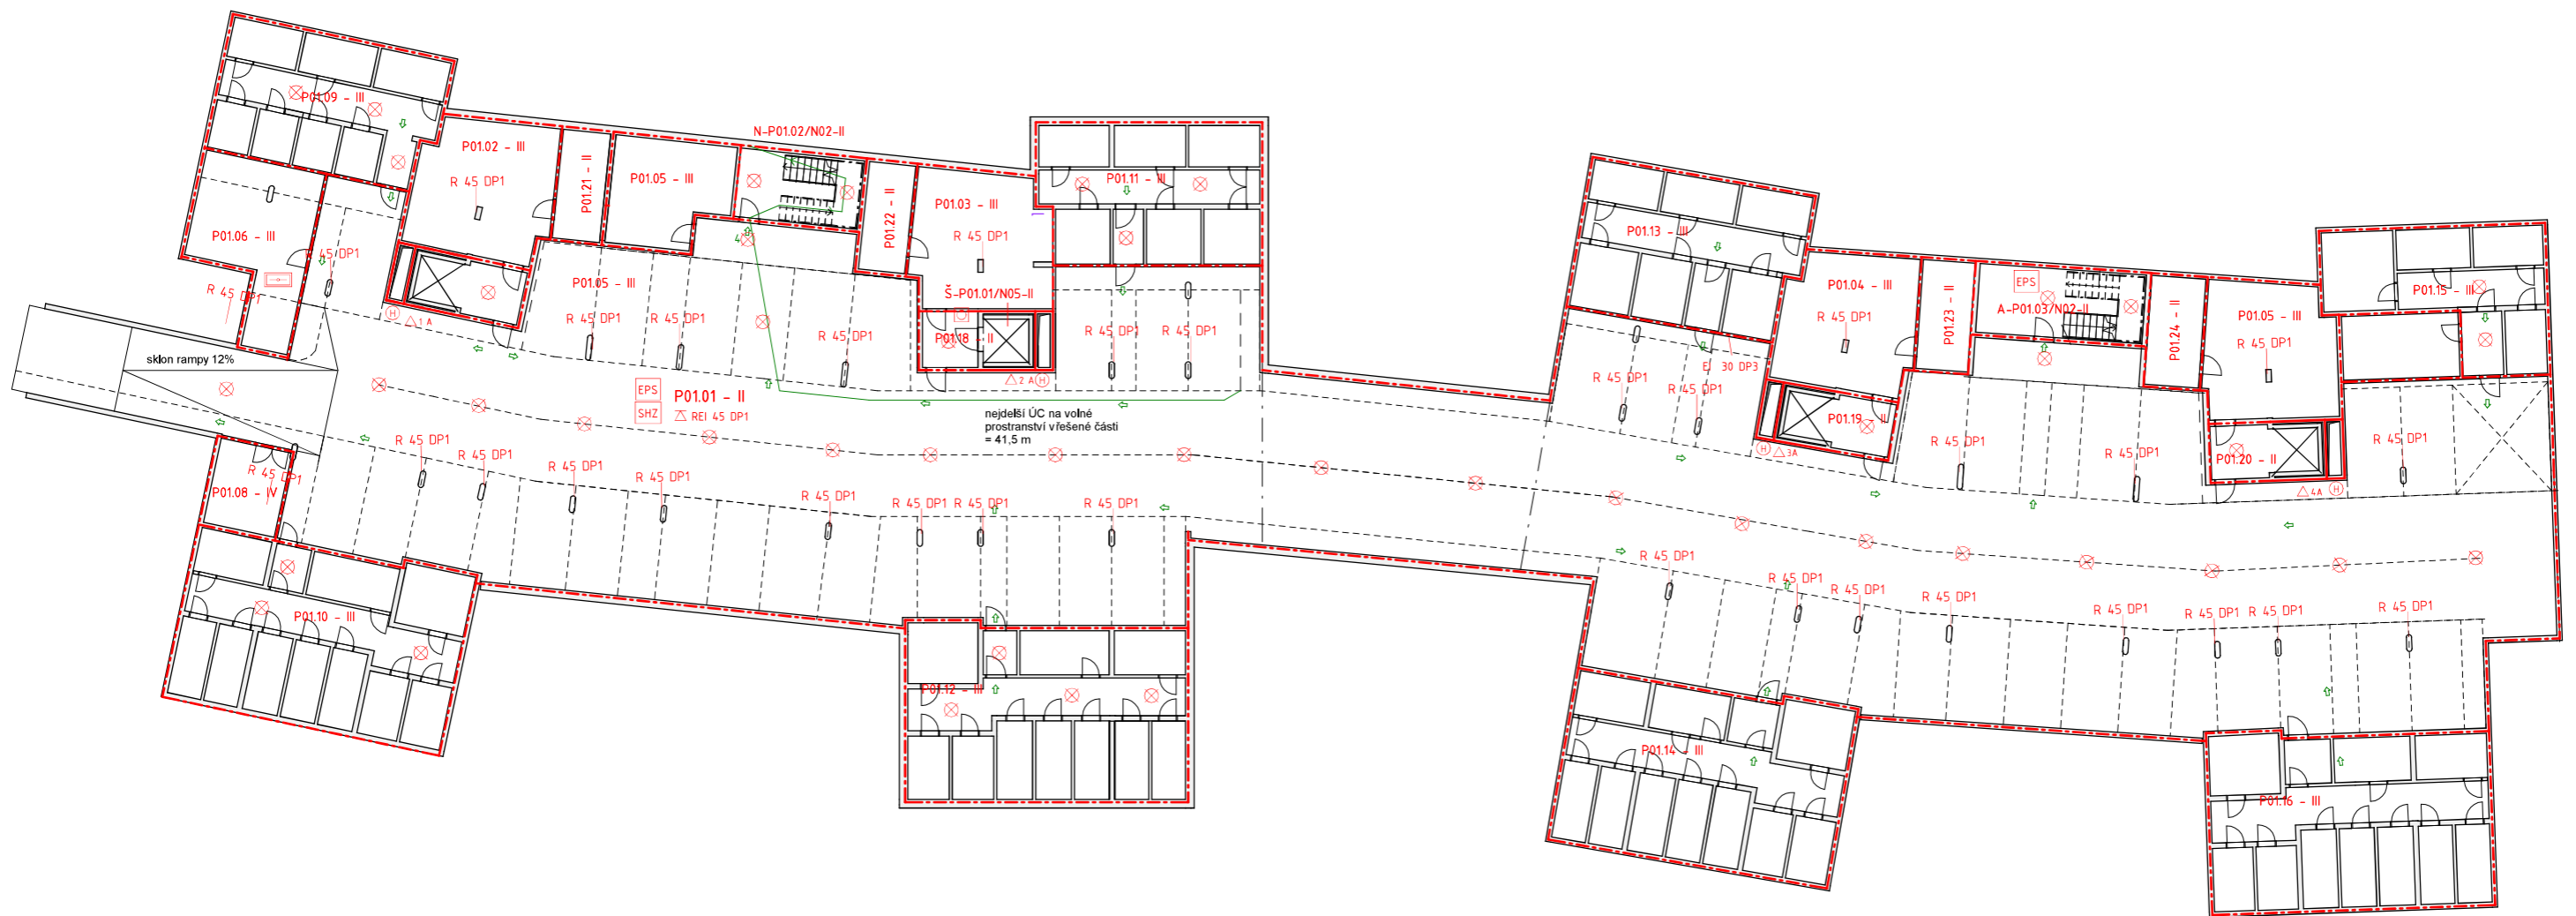 P01.09 - III
P01.02 - III
R 45 DP1
P01.21 - II
P01.05 - III
N-P01.02/N02-II
P01.22 - II
P01.03 - III
R 45 DP1
P01.11 - III
P01.06 - III
R 45 DP1
R 45 DP1
H
1 A
P01.05 - III
R 45 DP1
R 45 DP1
R 45 DP1
4
Š-P01.01/N05-II
P01.18 - II
2 A
H
R 45 DP1
R 45 DP1
sklon rampy 12%
EPS
SHZ
P01.01 - II
REI 45 DP1
nejdelší ÚC na volné
prostranství v řešené části
= 41,5 m
P01.08 - IV
R 45 DP1
R 45 DP1
R 45 DP1
R 45 DP1
R 45 DP1
R 45 DP1
R 45 DP1
R 45 DP1
R 45 DP1
P01.10 - III
P01.12 - III
P01.13 - III
P01.04 - III
R 45 DP1
P01.23 - II
EPS
A-P01.03/N02-II
P01.24 - II
P01.05 - III
R 45 DP1
P01.15 - III
EI 30 DP3
R 45 DP1
R 45 DP1
P01.19 - II
H
3A
R 45 DP1
R 45 DP1
P01.20 - II
4A
H
R 45 DP1
R 45 DP1
R 45 DP1
R 45 DP1
R 45 DP1
R 45 DP1
R 45 DP1
R 45 DP1
R 45 DP1
P01.14 - III
P01.16 - III